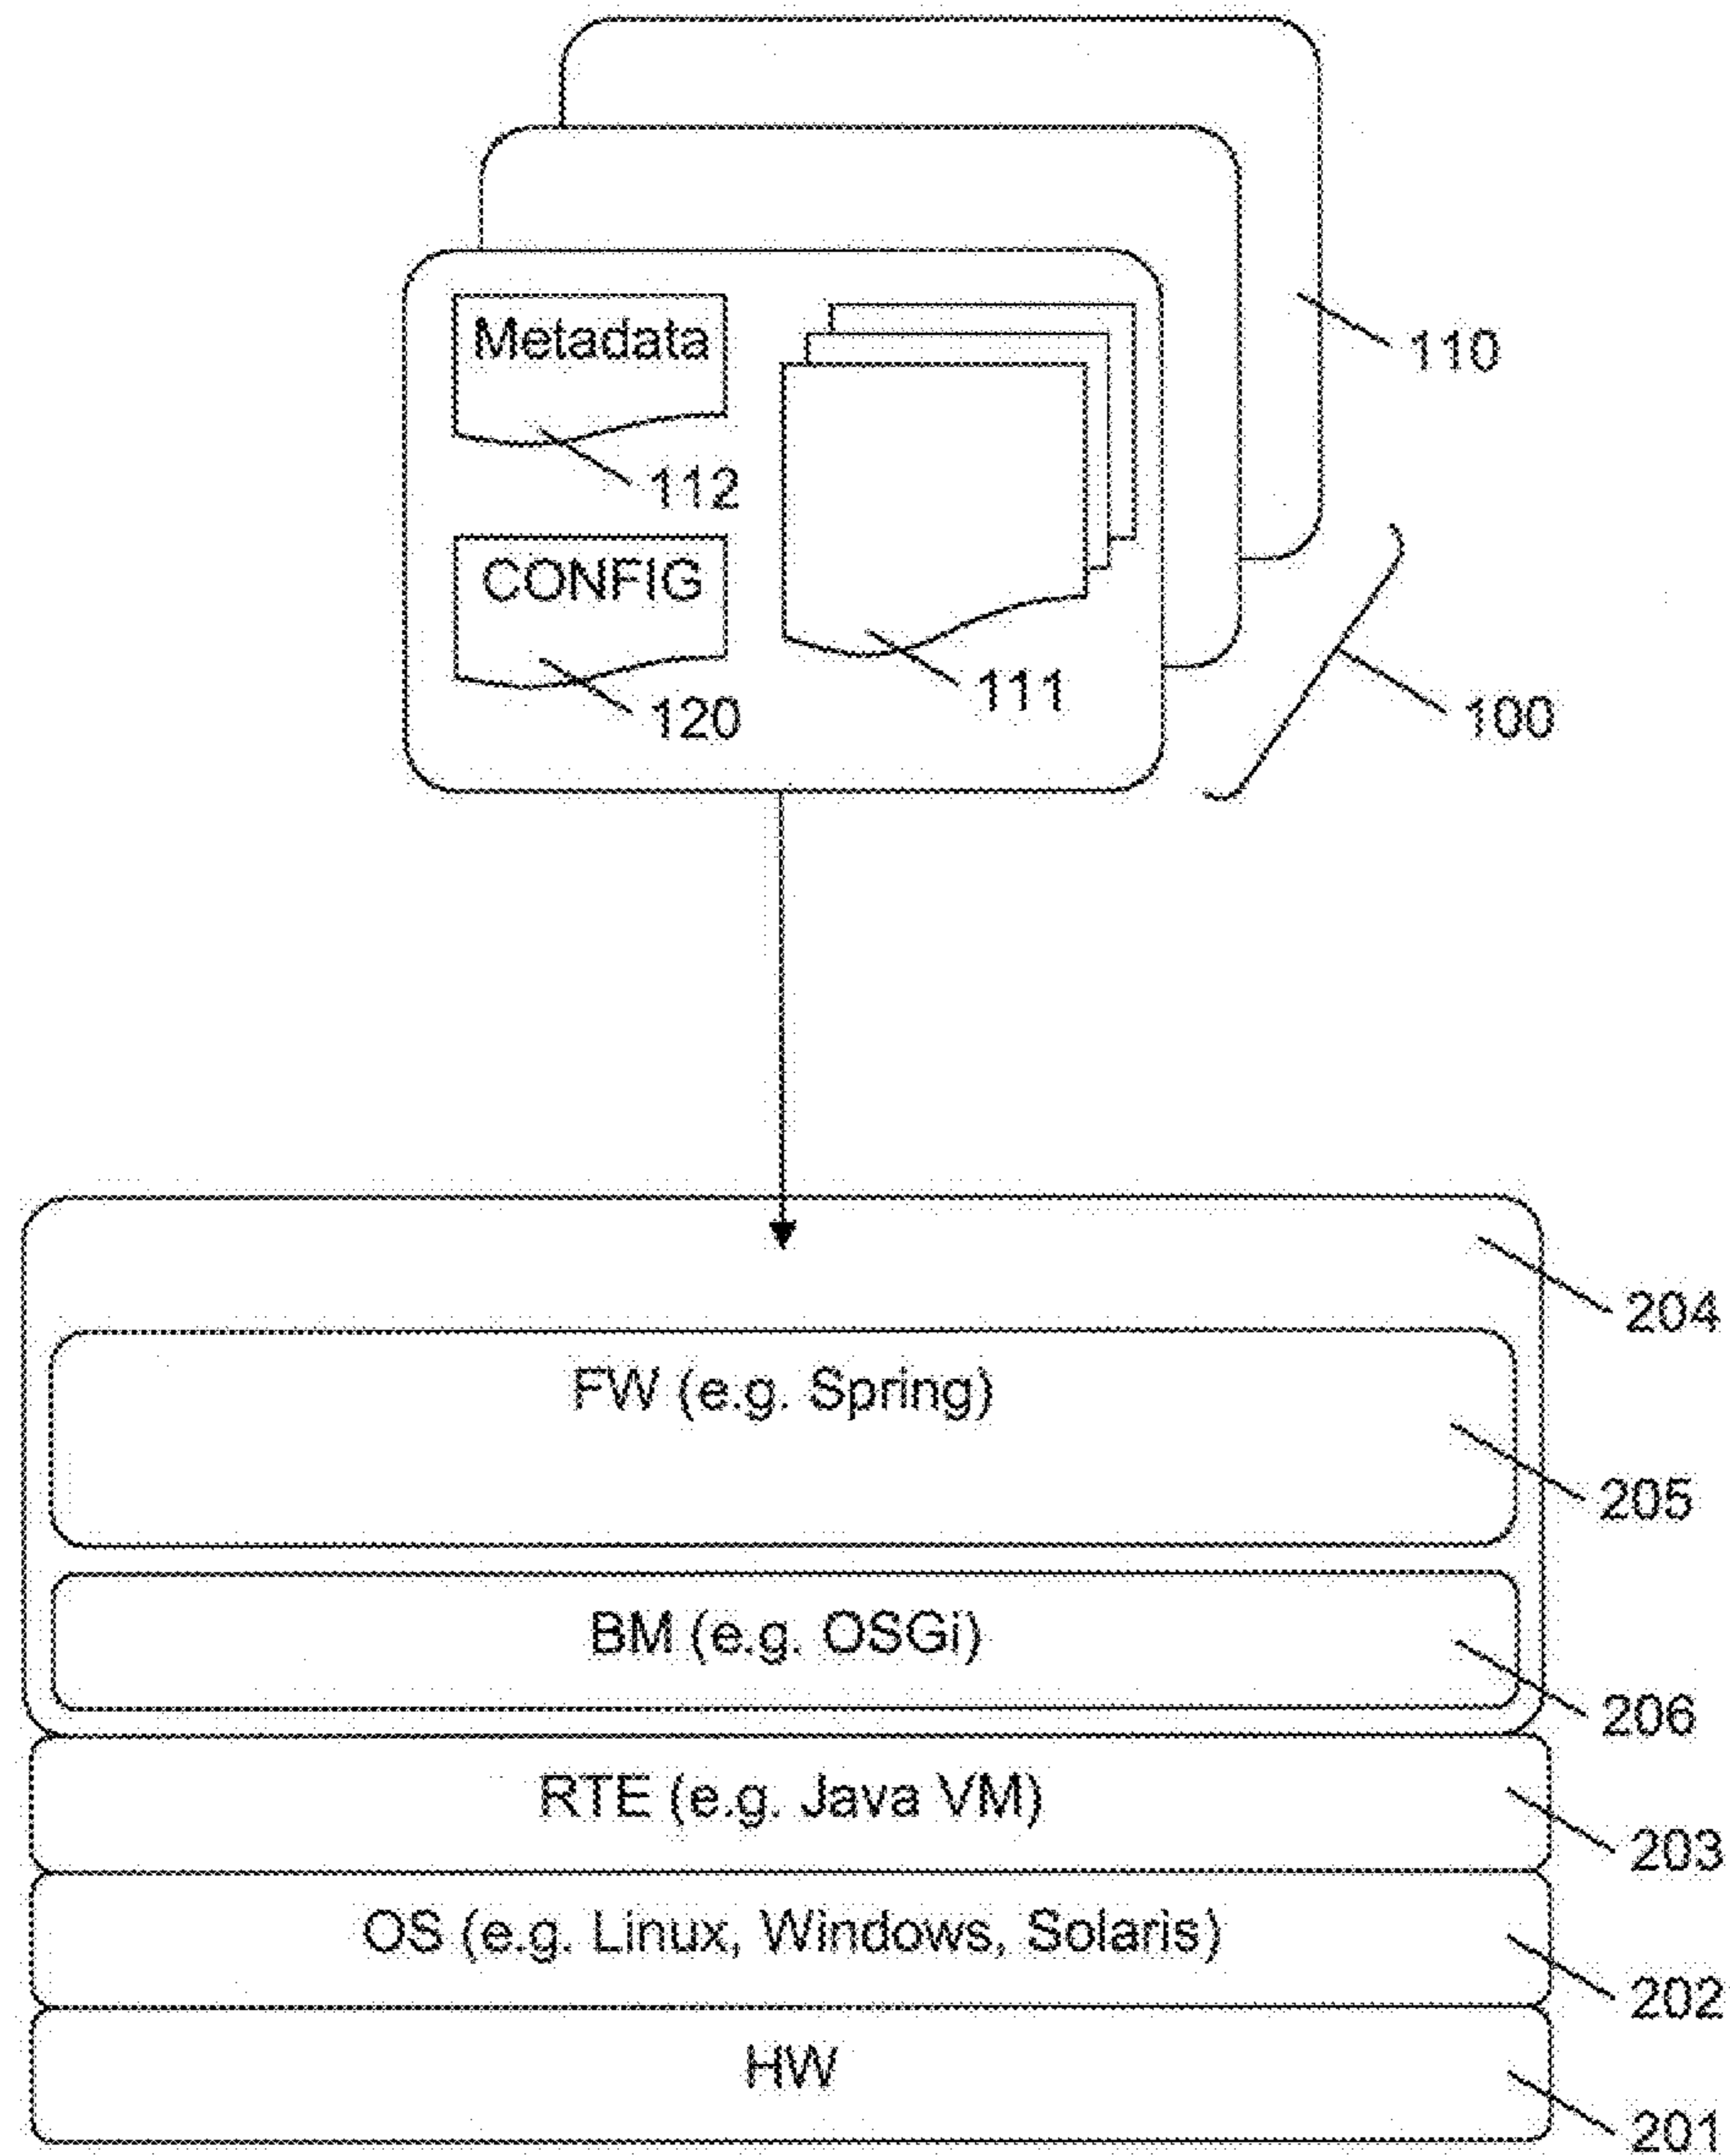 Metadata
110
112
CONFIG
111
120
100
204
FW (e.g. Spring)
205
BM (e.g. OSGi)
206
RTE (e.g. Java VM)
203
OS (e.g. Linux, Windows, Solaris)
202
HW
201